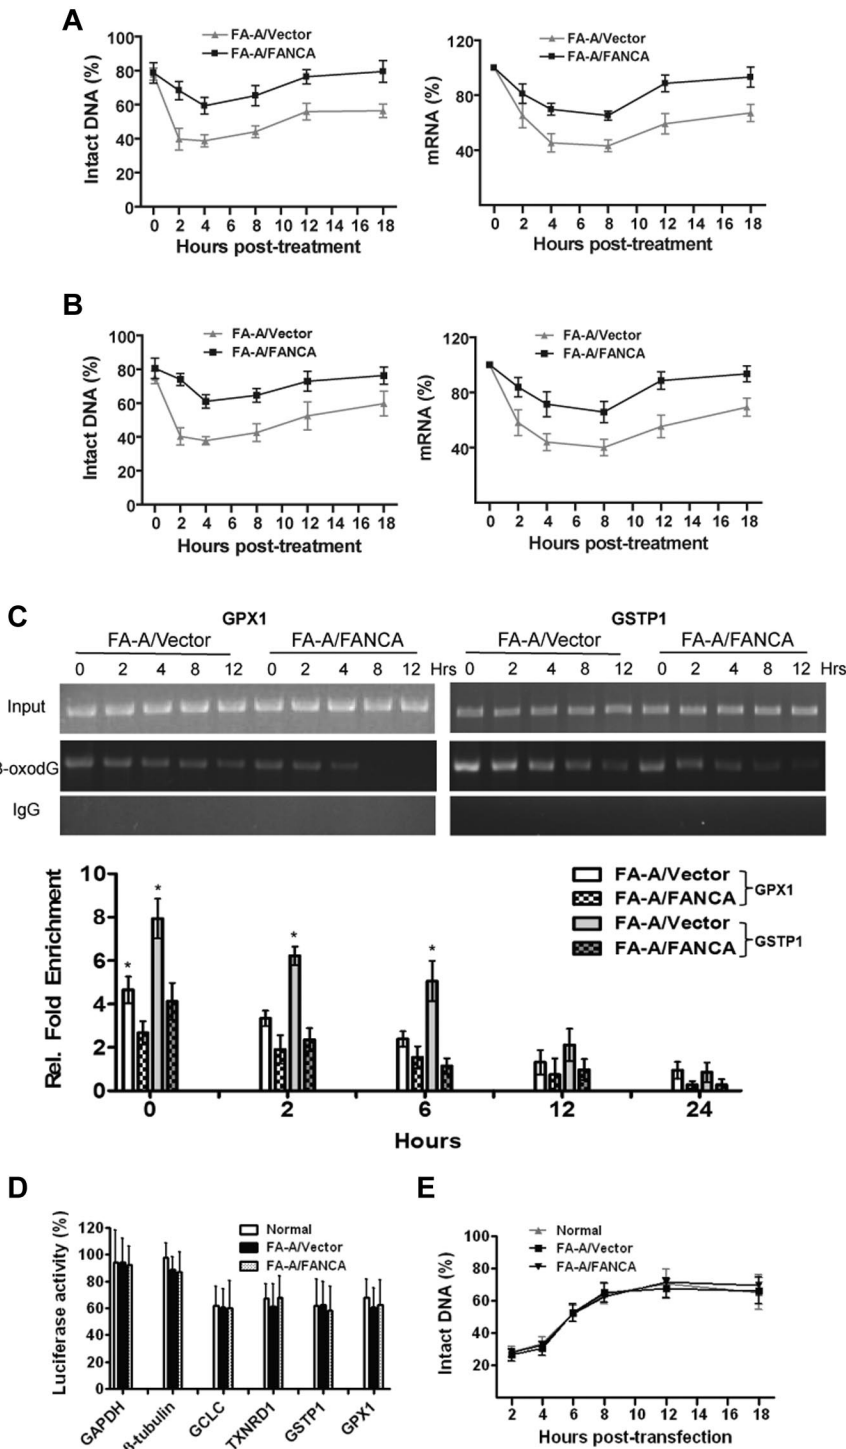 A
FA-A/Vector
FA-A/FANCA
Intact DNA (%)
100
80
60
40
20
0
0 2 4 6 8 10 12 14 16 18
Hours post-treatment
FA-A/Vector
FA-A/FANCA
mRNA (%)
120
80
40
0 2 4 6 8 10 12 14 16 18
Hours post-treatment
B
FA-A/Vector
FA-A/FANCA
Intact DNA (%)
100
80
60
40
20
0
0 2 4 6 8 10 12 14 16 18
Hours post-treatment
FA-A/Vector
FA-A/FANCA
mRNA (%)
120
80
40
0 2 4 6 8 10 12 14 16 18
Hours post-treatment
C
GPX1
FA-A/Vector FA-A/FANCA
0 2 4 8 12 0 2 4 8 12 Hrs
GSTP1
FA-A/Vector FA-A/FANCA
0 2 4 8 12 0 2 4 8 12 Hrs
Input
8-oxodG
IgG
Rel. Fold Enrichment
10
8
6
4
2
0
* * * *
FA-A/Vector
FA-A/FANCA
GPX1
FA-A/Vector
FA-A/FANCA
GSTP1
0 2 6 12 24
Hours
D
Luciferase activity (%)
120
100
80
60
40
20
0
Normal
FA-A/Vector
FA-A/FANCA
GAPDH β-tubulin GCLC TXNRD1 GSTP1 GPX1
E
Normal
FA-A/Vector
FA-A/FANCA
Intact DNA (%)
100
80
60
40
20
2 4 6 8 10 12 14 16 18
Hours post-transfection